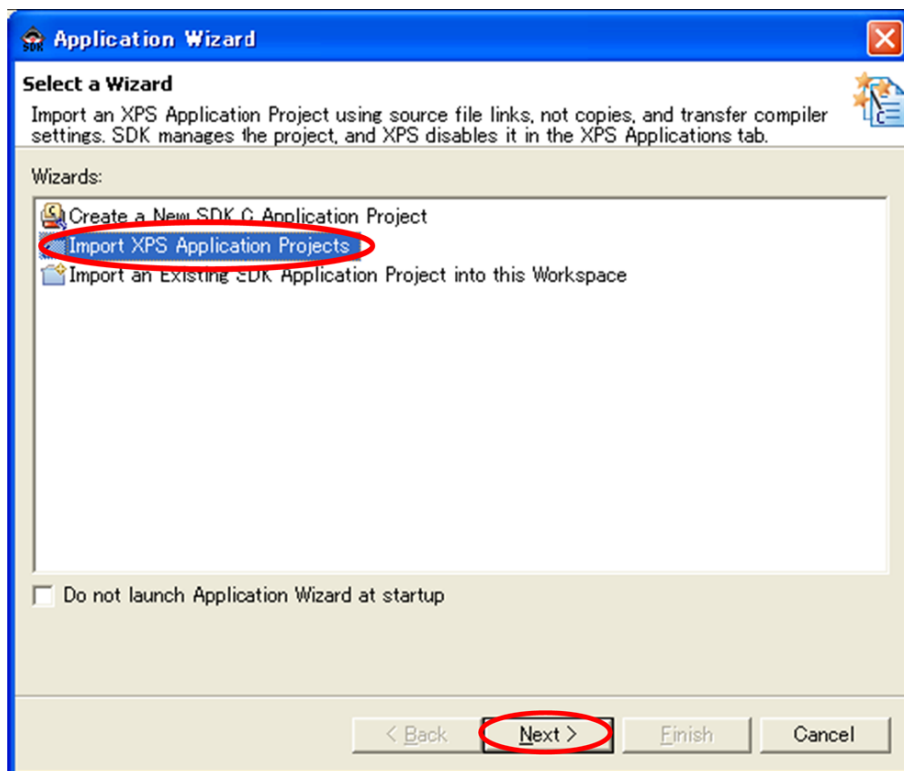 SDK Application Wizard
Select a Wizard
Import an XPS Application Project using source file links, not copies, and transfer compiler
settings. SDK manages the project, and XPS disables it in the XPS Applications tab.
Wizards:
Create a New SDK C Application Project
Import XPS Application Projects
Import an Existing SDK Application Project into this Workspace
Do not launch Application Wizard at startup
< Back Next > Finish Cancel